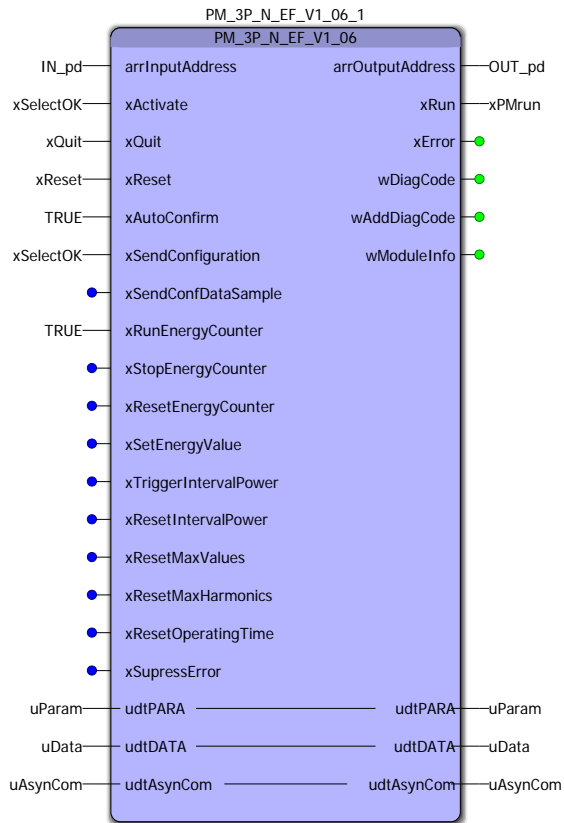 PM_3P_N_EF_V1_06_1
PM_3P_N_EF_V1_06
IN_pd arrInputAddress arrOutputAddress OUT_pd
xSelectOK xActivate xRun xPMrun
xQuit xQuit xError
xReset xReset wDiagCode
TRUE xAutoConfirm wAddDiagCode
xSelectOK xSendConfiguration wModuleInfo
xSendConfDataSample
TRUE xRunEnergyCounter
xStopEnergyCounter
xResetEnergyCounter
xSetEnergyValue
xTriggerIntervalPower
xResetIntervalPower
xResetMaxValues
xResetMaxHarmonics
xResetOperatingTime
xSupressError
uParam udtPARA udtPARA uParam
uData udtDATA udtDATA uData
uAsynCom udtAsynCom udtAsynCom uAsynCom